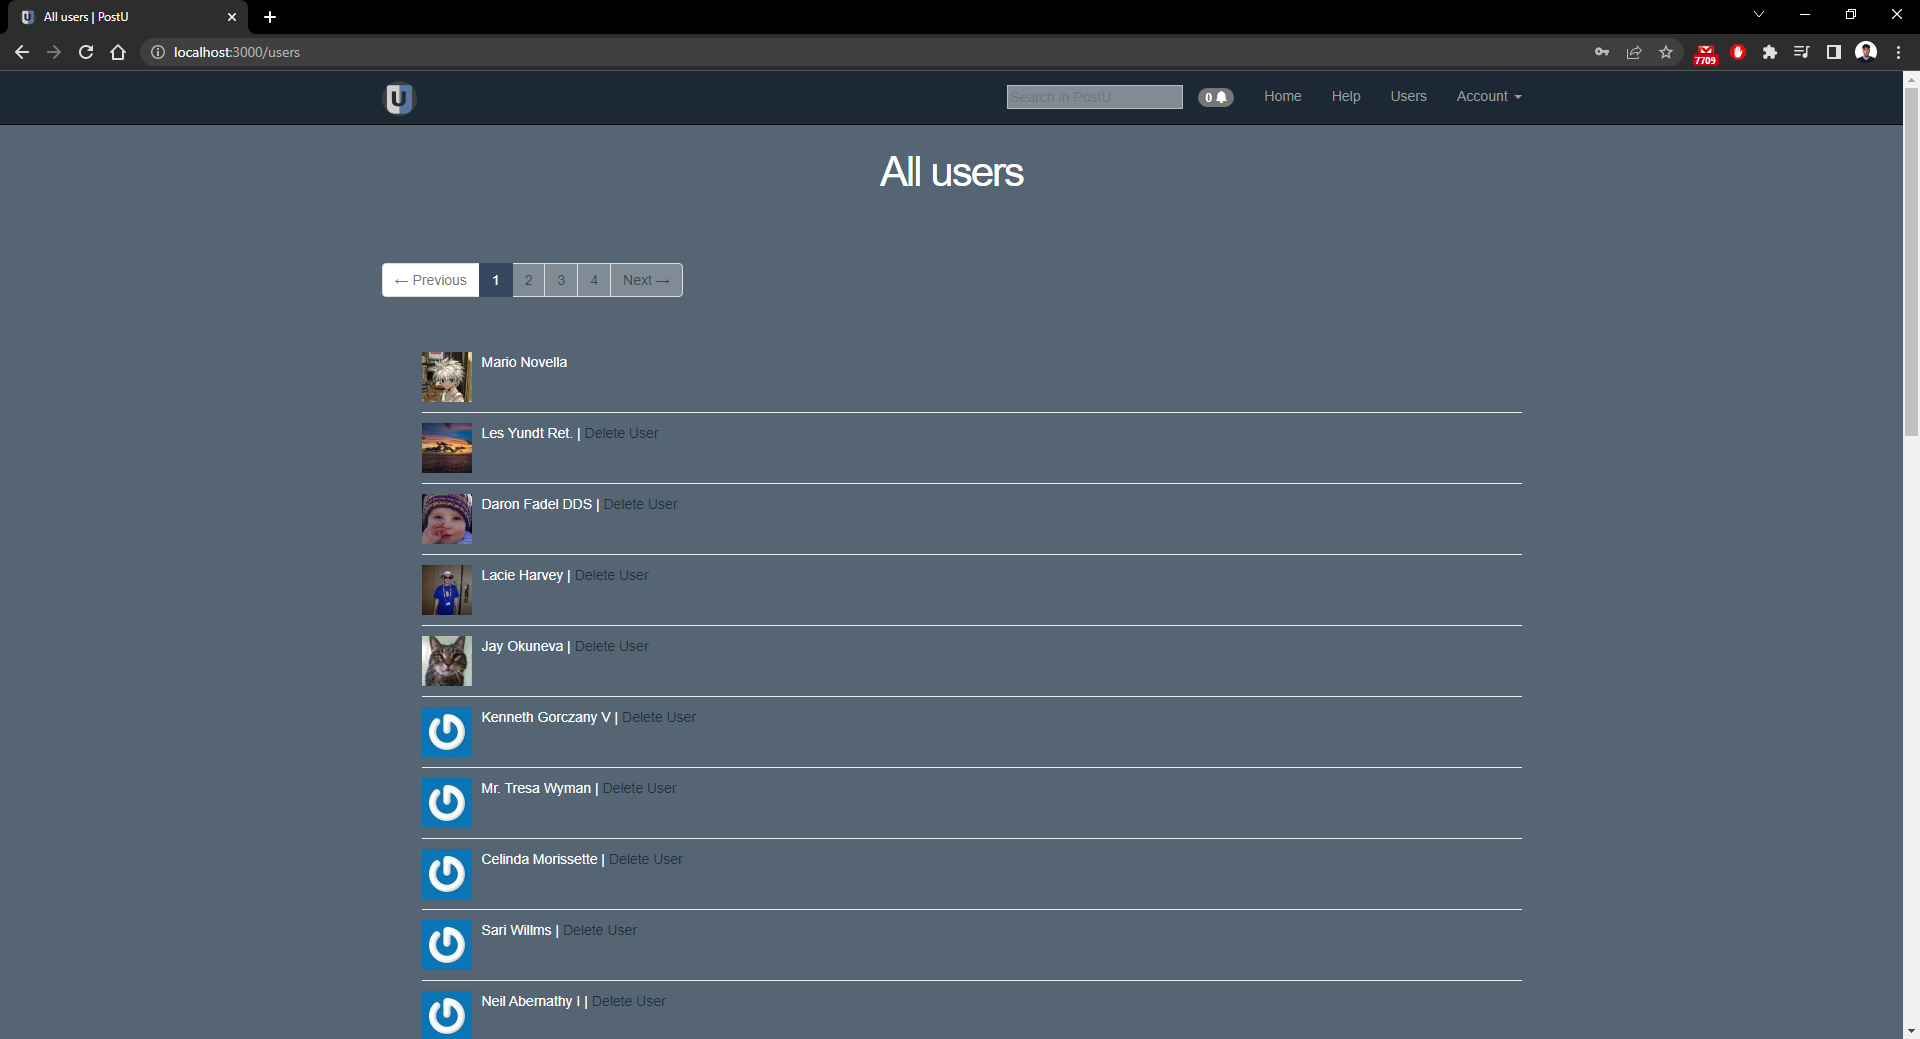 All users | PostU
localhost:3000/users
7709
U
Search in PostU
0
Home
Help
Users
Account
All users
← Previous
1
2
3
4
Next →
Mario Novella
Les Yundt Ret. | Delete User
Daron Fadel DDS | Delete User
Lacie Harvey | Delete User
Jay Okuneva | Delete User
Kenneth Gorczany V | Delete User
Mr. Tresa Wyman | Delete User
Celinda Morissette | Delete User
Sari Willms | Delete User
Neil Abernathy I | Delete User